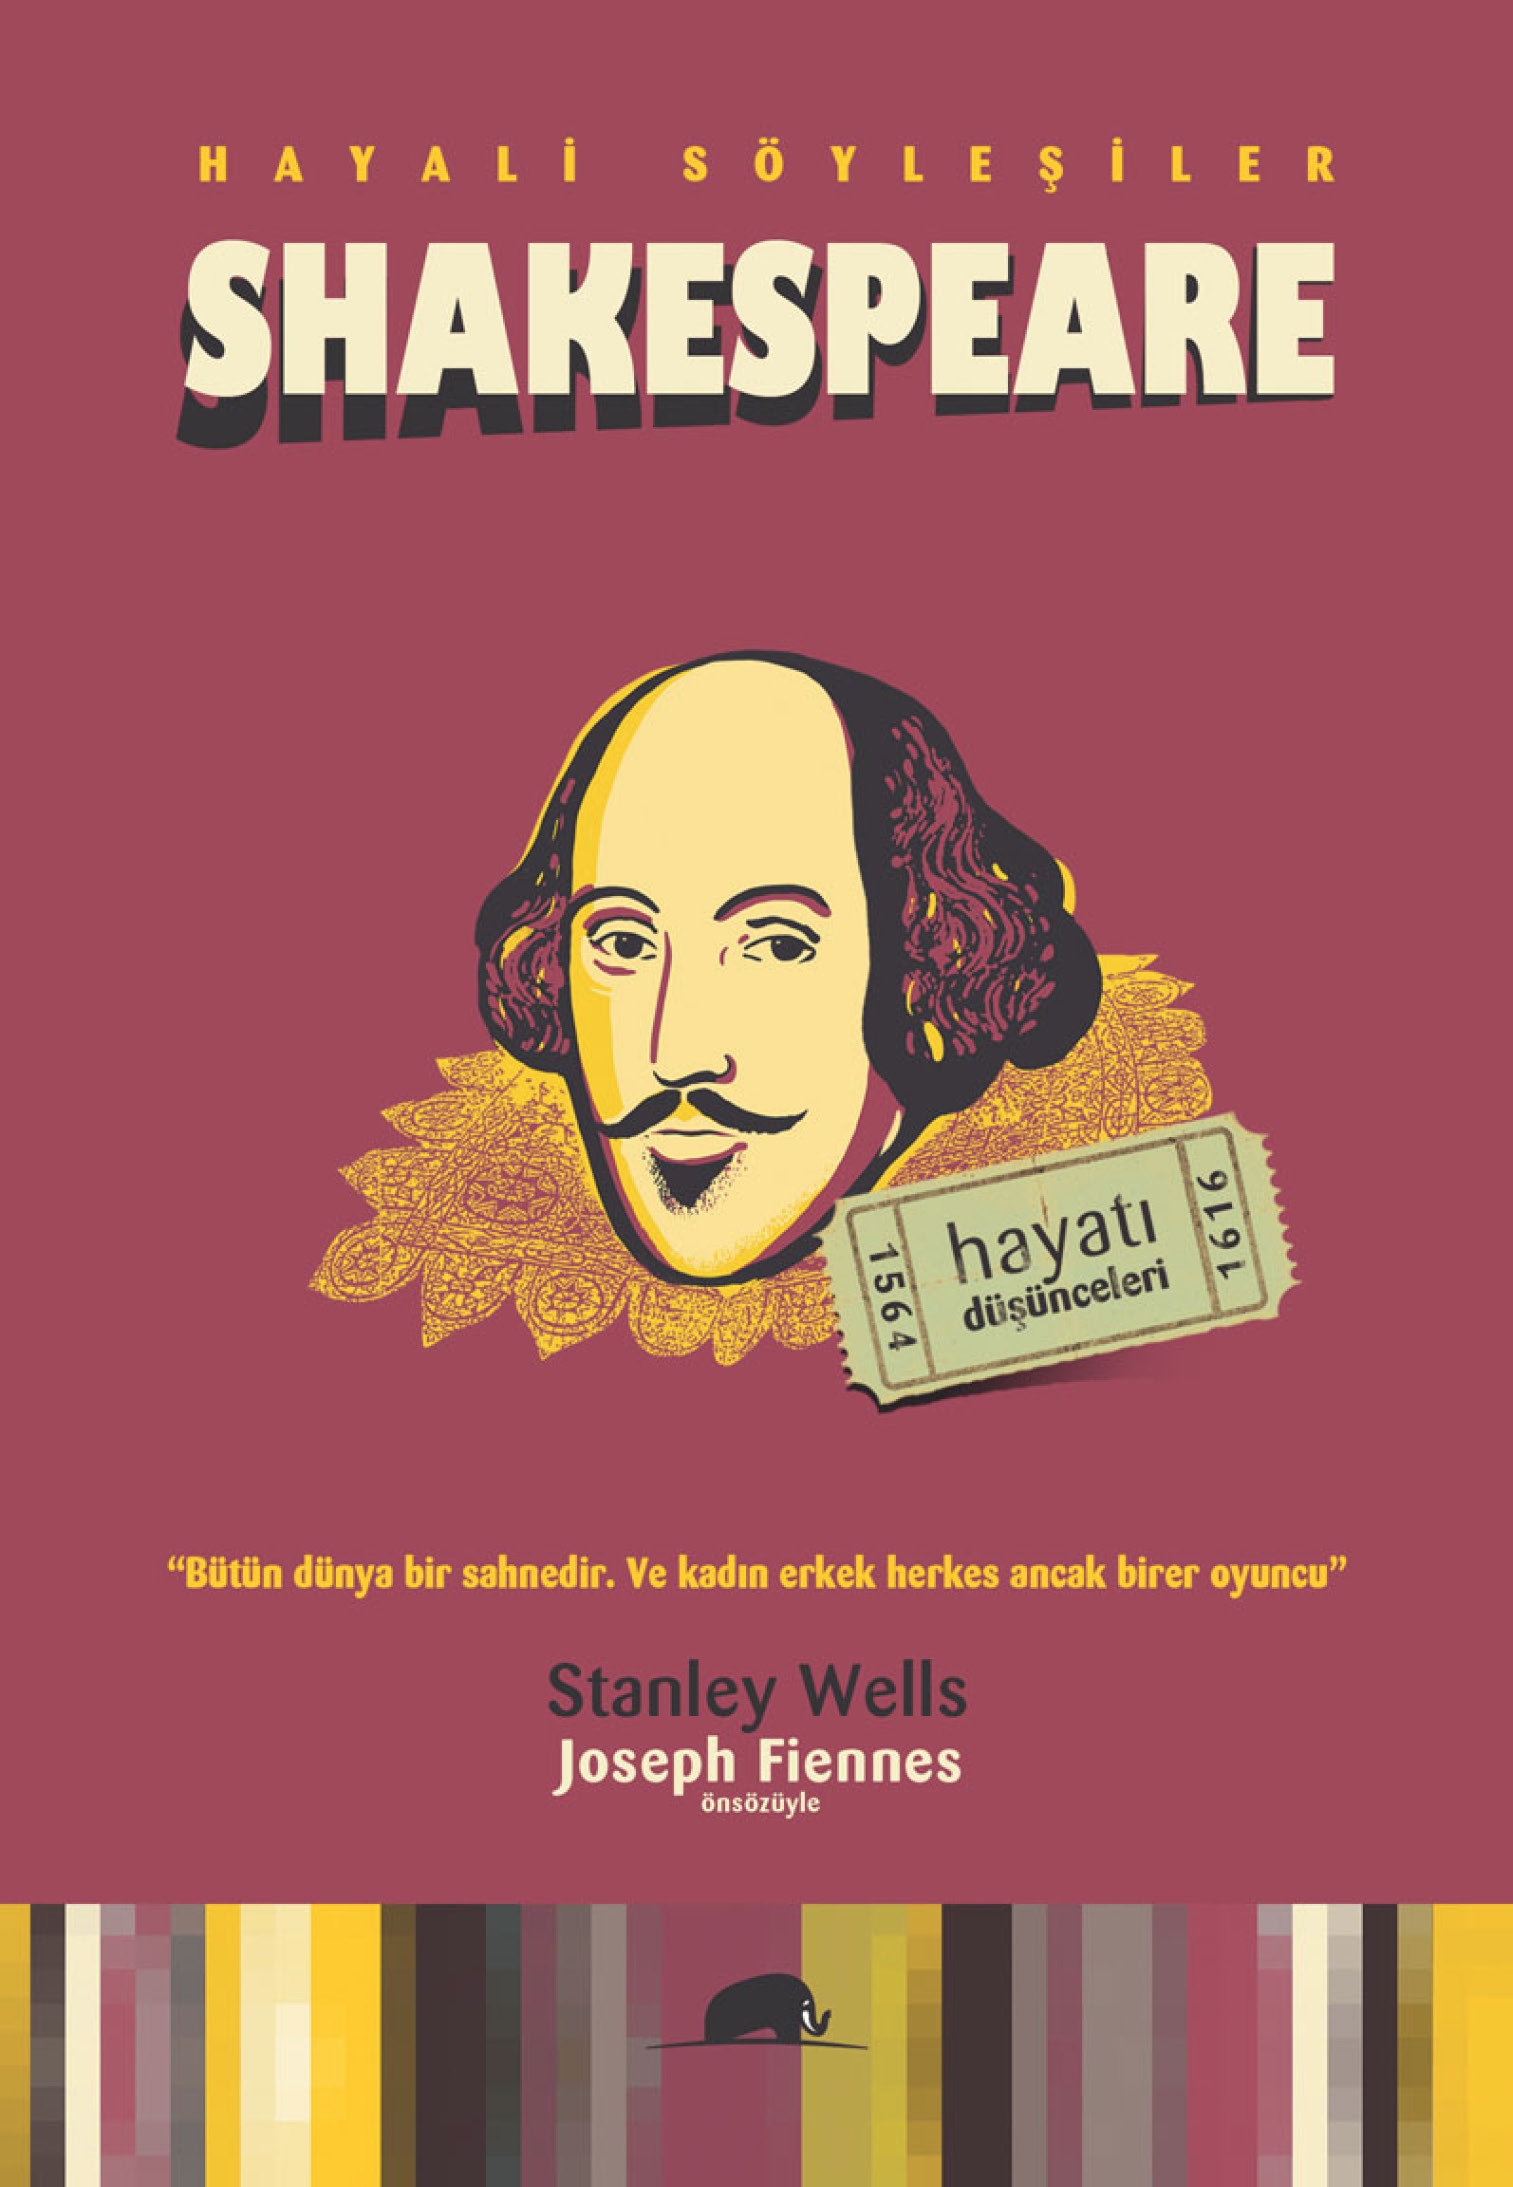 HAYALİ SÖYLEŞİLER
SHAKESPEARE
1564
hayatı
düşünceleri
1616
“Bütün dünya bir sahnedir. Ve kadın erkek herkes ancak birer oyuncu”
Stanley Wells
Joseph Fiennes
önsözüyle